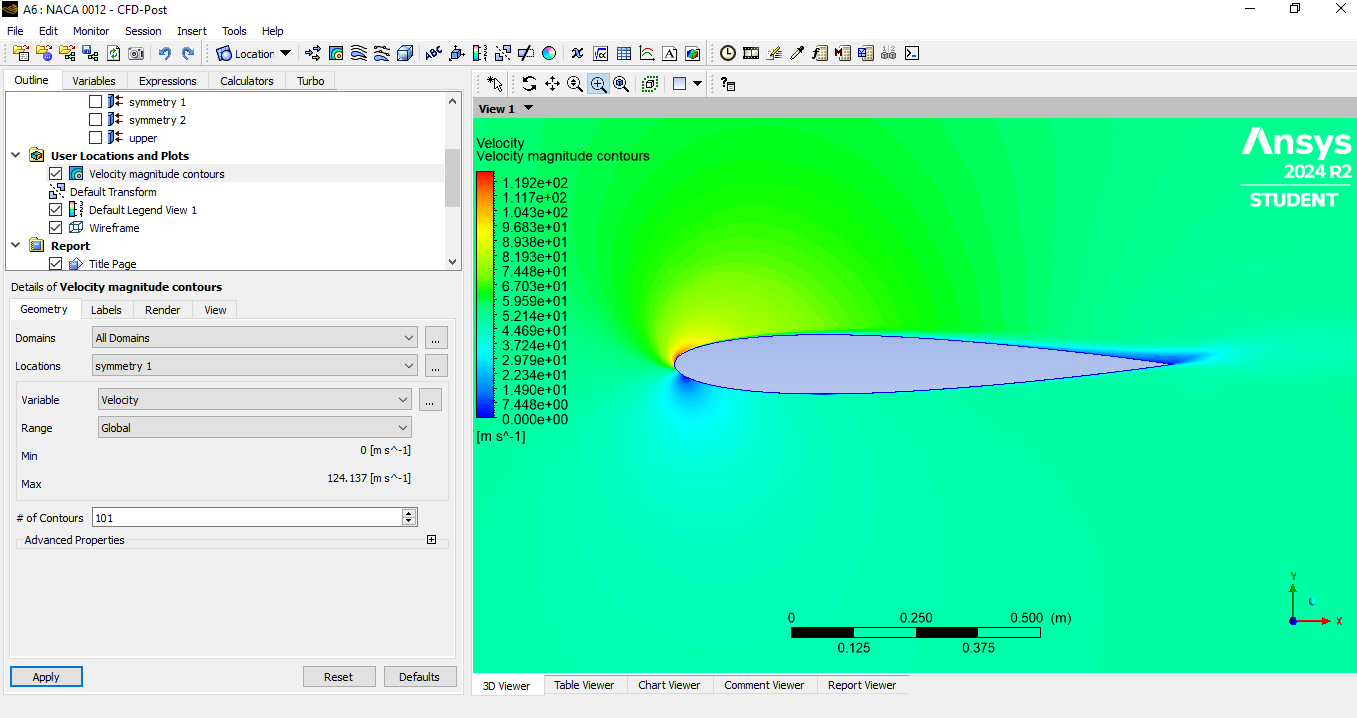 A6 : NACA 0012 - CFD-Post
File Edit Monitor Session Insert Tools Help
Location
Outline Variables Expressions Calculators Turbo
symmetry 1
symmetry 2
upper
User Locations and Plots
Velocity magnitude contours
Default Transform
Default Legend View 1
Wireframe
Report
Title Page
Details of Velocity magnitude contours
Geometry Labels Render View
Domains All Domains ...
Locations symmetry 1 ...
Variable Velocity ...
Range Global
Min 0 [m s^-1]
Max 124.137 [m s^-1]
# of Contours 101
Advanced Properties
Apply Reset Defaults
View 1
Velocity
Velocity magnitude contours
1.192e+02
1.117e+02
1.043e+02
9.683e+01
8.938e+01
8.193e+01
7.448e+01
6.703e+01
5.959e+01
5.214e+01
4.469e+01
3.724e+01
2.979e+01
2.234e+01
1.490e+01
7.448e+00
0.000e+00
[m s^-1]
Ansys
2024 R2
STUDENT
0 0.250 0.500 (m)
0.125 0.375
Y
X
3D Viewer Table Viewer Chart Viewer Comment Viewer Report Viewer